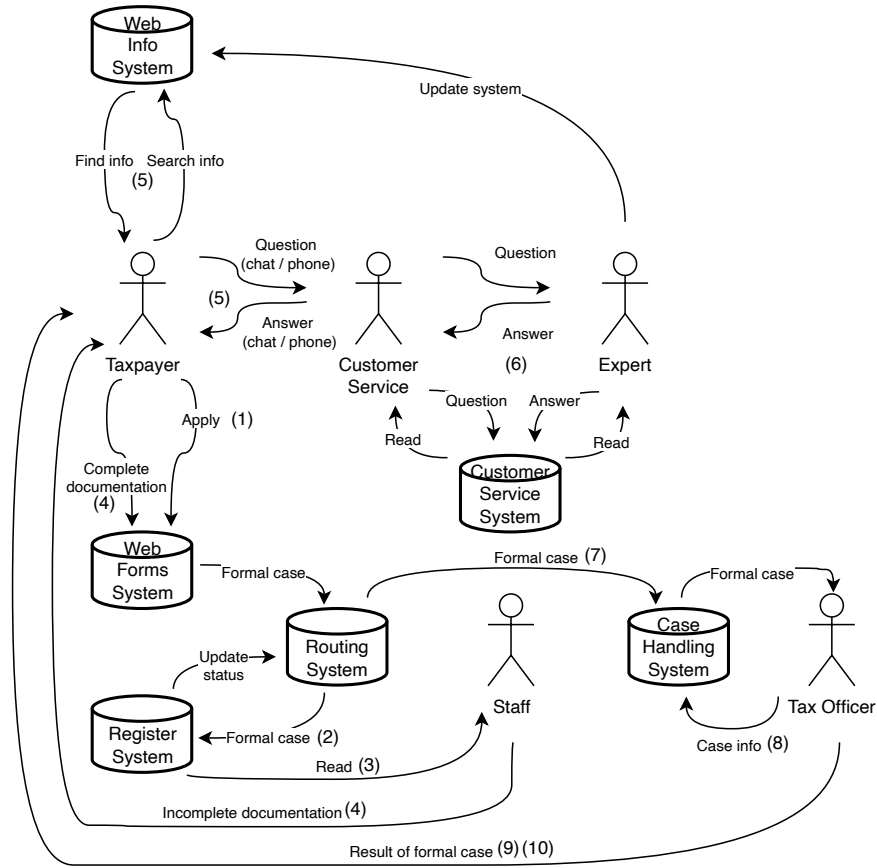 Web
Info
System
Update system
Find info
Search info
(5)
Question
(chat / phone)
(5)
Answer
(chat / phone)
Question
Answer
(6)
Taxpayer
Customer
Service
Expert
Apply (1)
Question
Answer
Read
Read
Complete
documentation
(4)
Customer
Service
System
Web
Forms
System
Formal case
Formal case (7)
Formal case
Routing
System
Case
Handling
System
Update
status
Register
System
Formal case (2)
Staff
Tax Officer
Read (3)
Case info (8)
Incomplete documentation (4)
Result of formal case (9) (10)